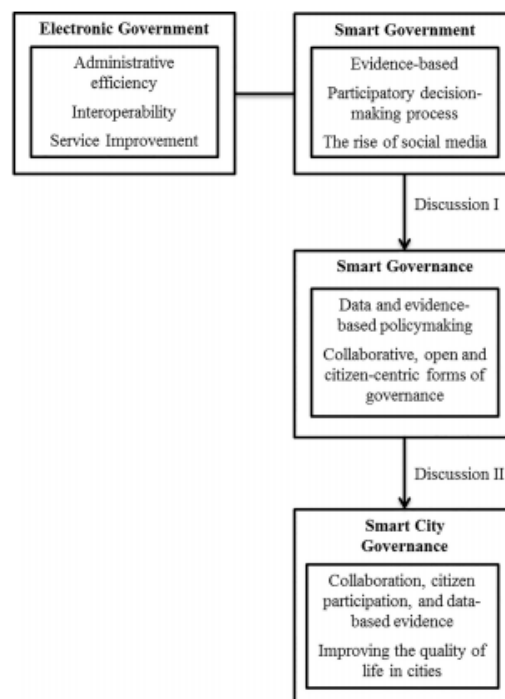 Electronic Government
Administrative
efficiency
Interoperability
Service Improvement
Smart Government
Evidence-based
Participatory decision-
making process
The rise of social media
Discussion I
Smart Governance
Data and evidence-
based policymaking
Collaborative, open and
citizen-centric forms of
governance
Discussion II
Smart City
Governance
Collaboration, citizen
participation, and data-
based evidence
Improving the quality of
life in cities